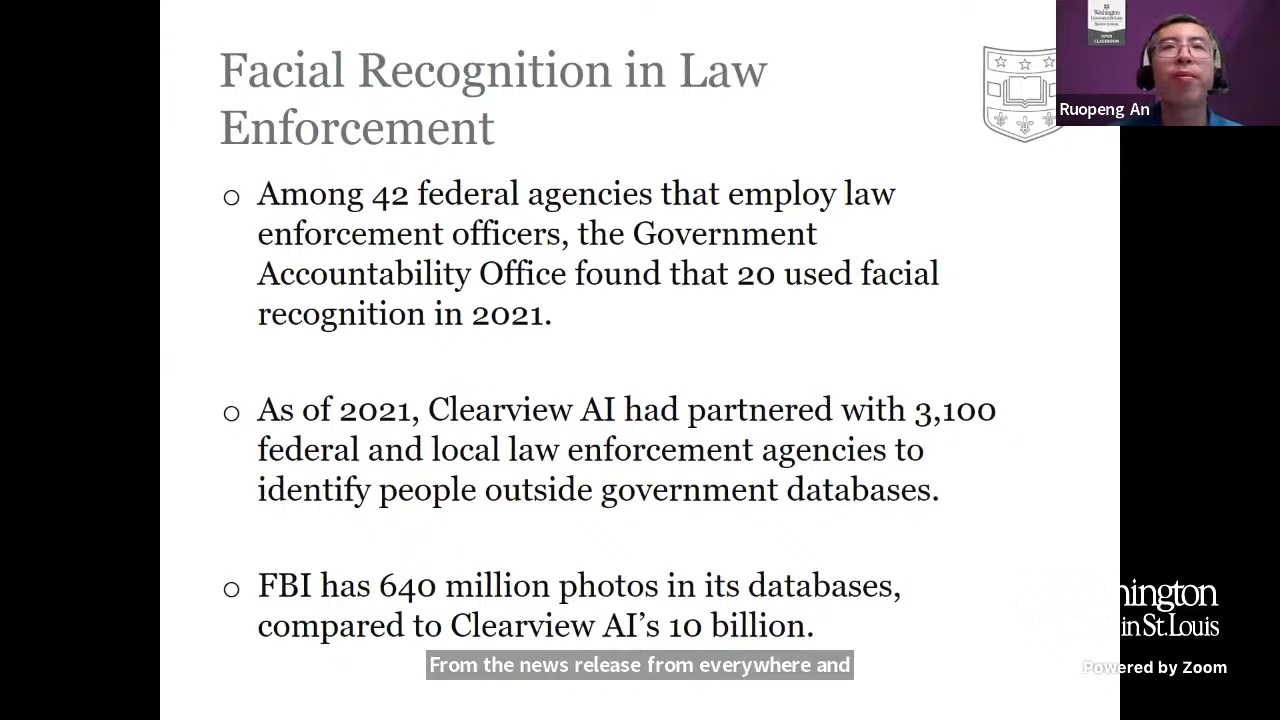 Facial Recognition in Law
Enforcement
Among 42 federal agencies that employ law
enforcement officers, the Government
Accountability Office found that 20 used facial
recognition in 2021.
As of 2021, Clearview AI had partnered with 3,100
federal and local law enforcement agencies to
identify people outside government databases.
FBI has 640 million photos in its databases,
compared to Clearview AI’s 10 billion.
From the news release from everywhere and
Washington
OPEN
CLASSROOM
Ruopeng An
hington
in St. Louis
Powered by Zoom